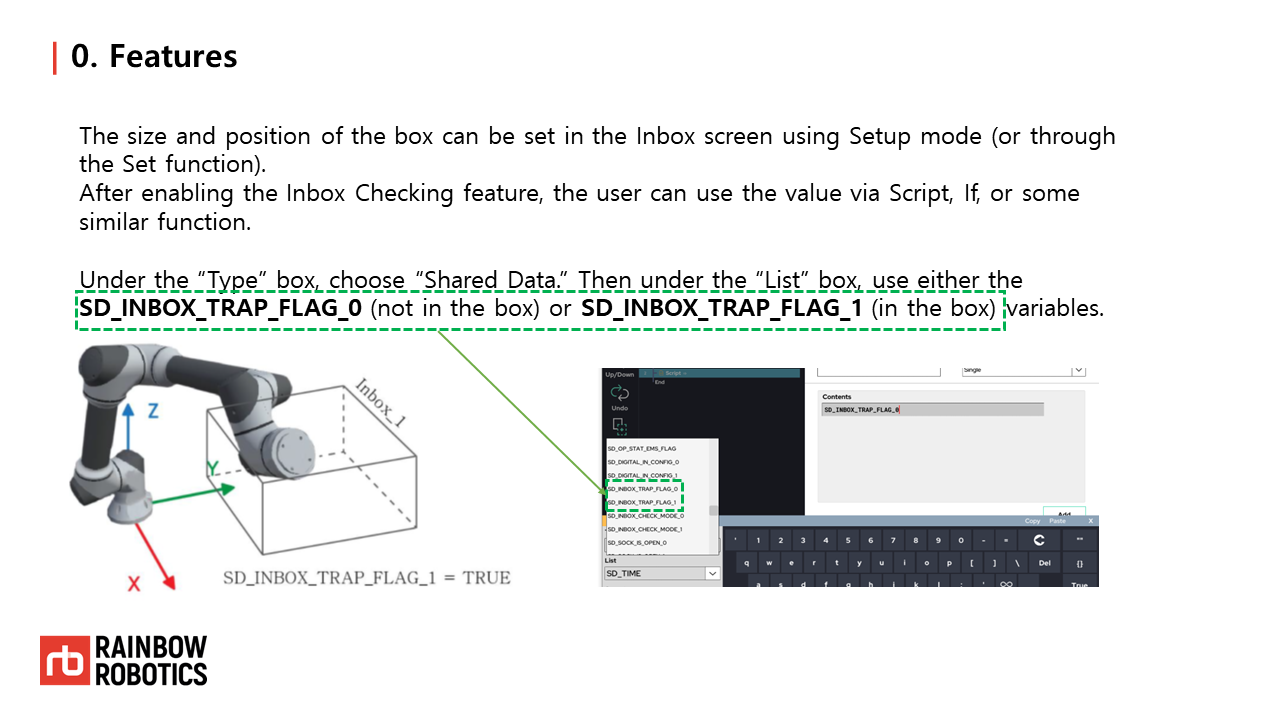 0. Features
The size and position of the box can be set in the Inbox screen using Setup mode (or through
the Set function).
After enabling the Inbox Checking feature, the user can use the value via Script, If, or some
similar function.
Under the “Type” box, choose “Shared Data.” Then under the “List” box, use either the
SD_INBOX_TRAP_FLAG_0 (not in the box) or SD_INBOX_TRAP_FLAG_1 (in the box) variables.
Inbox_1
Z
Y
X
SD_INBOX_TRAP_FLAG_1 = TRUE
Up/Down
Script
End
Undo
Single
Contents
SD_INBOX_TRAP_FLAG_0
SD_OP_STAT_EMS_FLAG
SD_DIGITAL_IN_CONFIG_0
SD_DIGITAL_IN_CONFIG_1
SD_INBOX_TRAP_FLAG_0
SD_INBOX_TRAP_FLAG_1
SD_INBOX_CHECK_MODE_0
SD_INBOX_CHECK_MODE_1
SD_SOCK_IS_OPEN_0
Add
Copy Paste X
List
SD_TIME
' 1 2 3 4 5 6 7 8 9 0 - = ""
q w e r t y u i o p [ ] \ Del {}
a s d f g h j k l ; ' True
rb RAINBOW
ROBOTICS